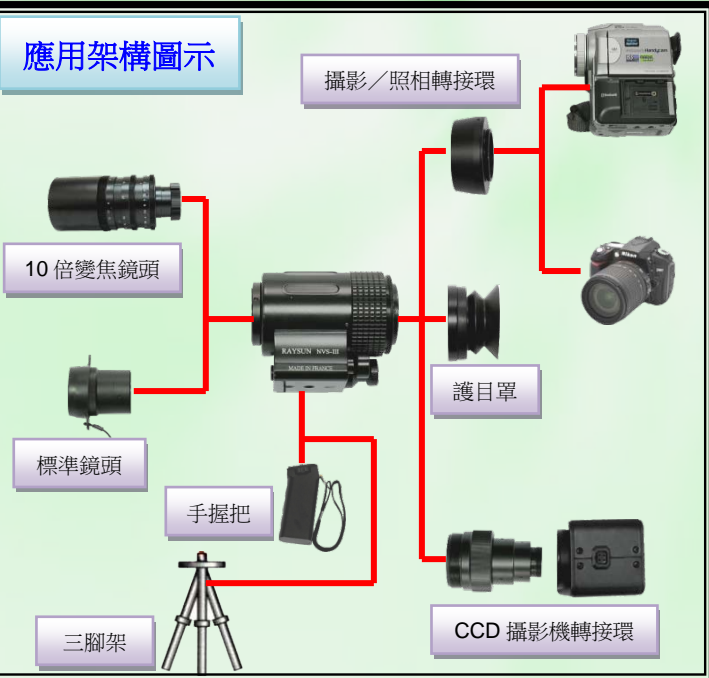 應用架構圖示
攝影／照相轉接環
Handycam
Nikon
10 倍變焦鏡頭
RAYSUN NVS-III
MADE IN FRANCE
護目罩
標準鏡頭
手握把
三腳架
CCD 攝影機轉接環